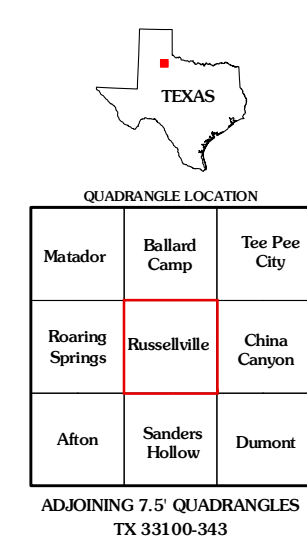 TEXAS
QUADRANGLE LOCATION
Matador
Ballard
Camp
Tee Pee
City
Roaring
Springs
Russellville
China
Canyon
Afton
Sanders
Hollow
Dumont
ADJOINING 7.5' QUADRANGLES
TX 33100-343